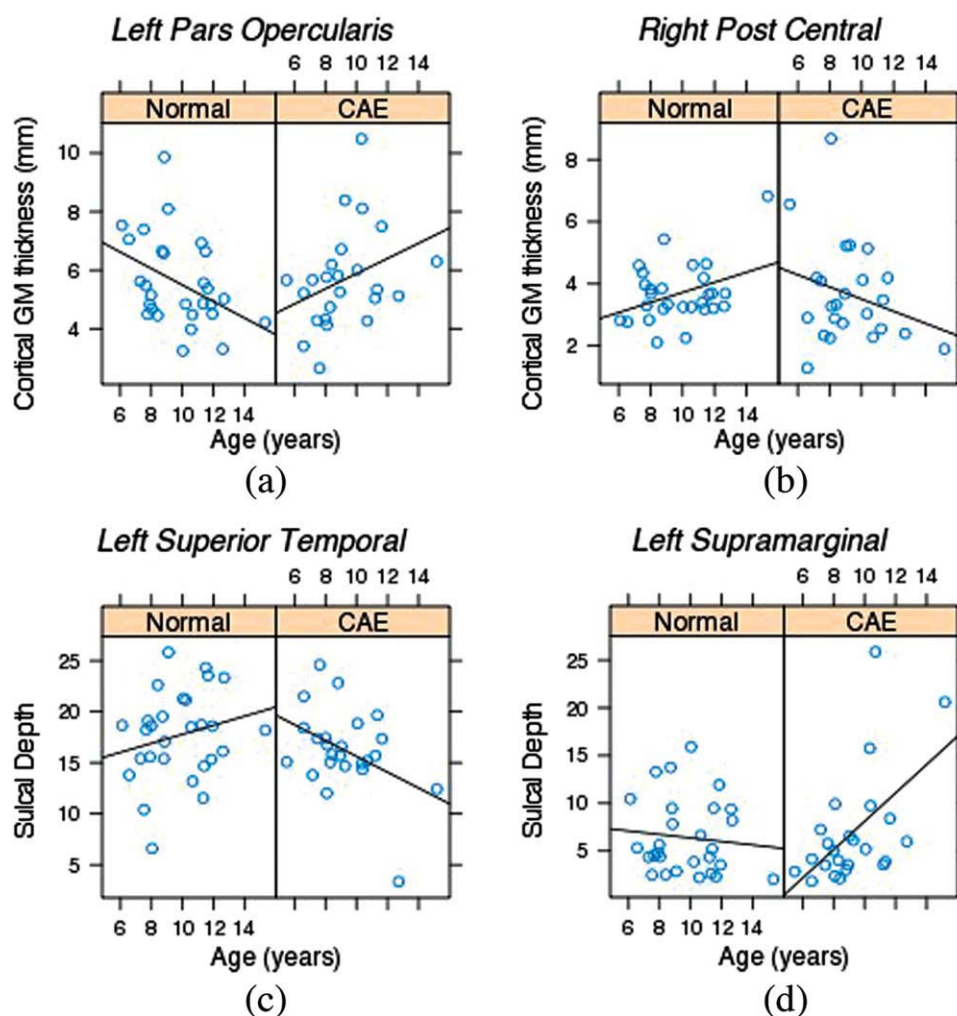 Left Pars Opercularis
6 8 10 12 14
Normal CAE
Cortical GM thickness (mm)
10
8
6
4
6 8 10 12 14
Age (years)
(a)
Right Post Central
6 8 10 12 14
Normal CAE
Cortical GM thickness (mm)
8
6
4
2
6 8 10 12 14
Age (years)
(b)
Left Superior Temporal
6 8 10 12 14
Normal CAE
Sulcal Depth
25
20
15
10
5
6 8 10 12 14
Age (years)
(c)
Left Supramarginal
6 8 10 12 14
Normal CAE
Sulcal Depth
25
20
15
10
5
6 8 10 12 14
Age (years)
(d)